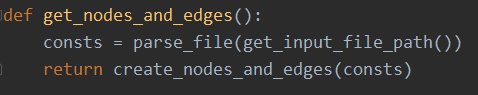 def get_nodes_and_edges():
    consts = parse_file(get_input_file_path())
    return create_nodes_and_edges(consts)